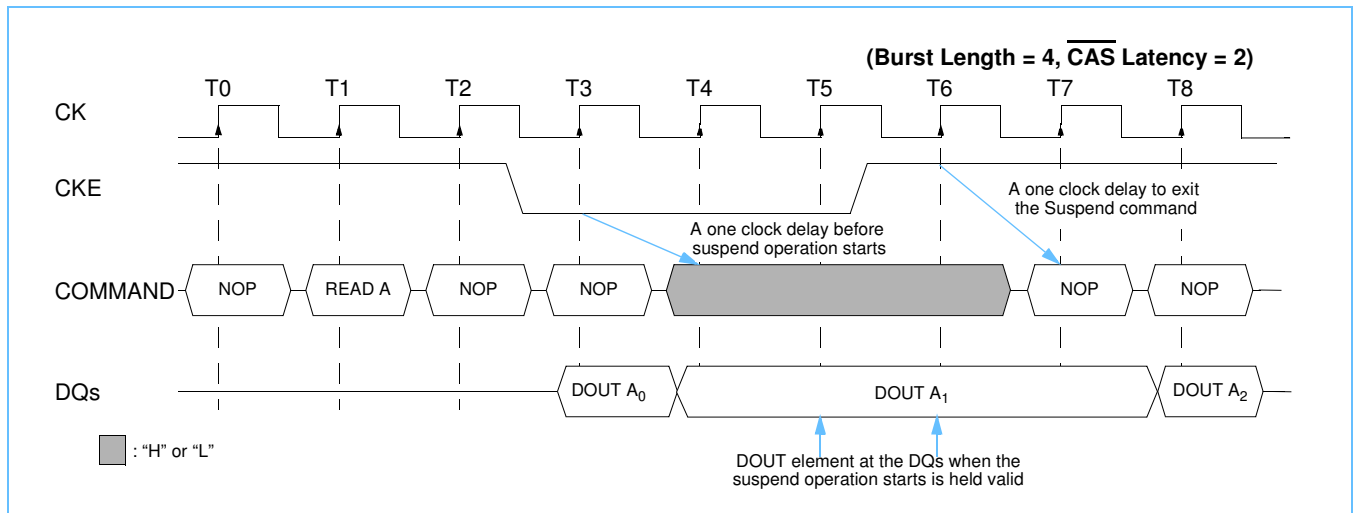 (Burst Length = 4, CAS Latency = 2)
T0 T1 T2 T3 T4 T5 T6 T7 T8
CK
CKE
A one clock delay to exit
the Suspend command
A one clock delay before
suspend operation starts
COMMAND NOP READ A NOP NOP NOP NOP
DQs DOUT A0 DOUT A1 DOUT A2
: “H” or “L”
DOUT element at the DQs when the
suspend operation starts is held valid